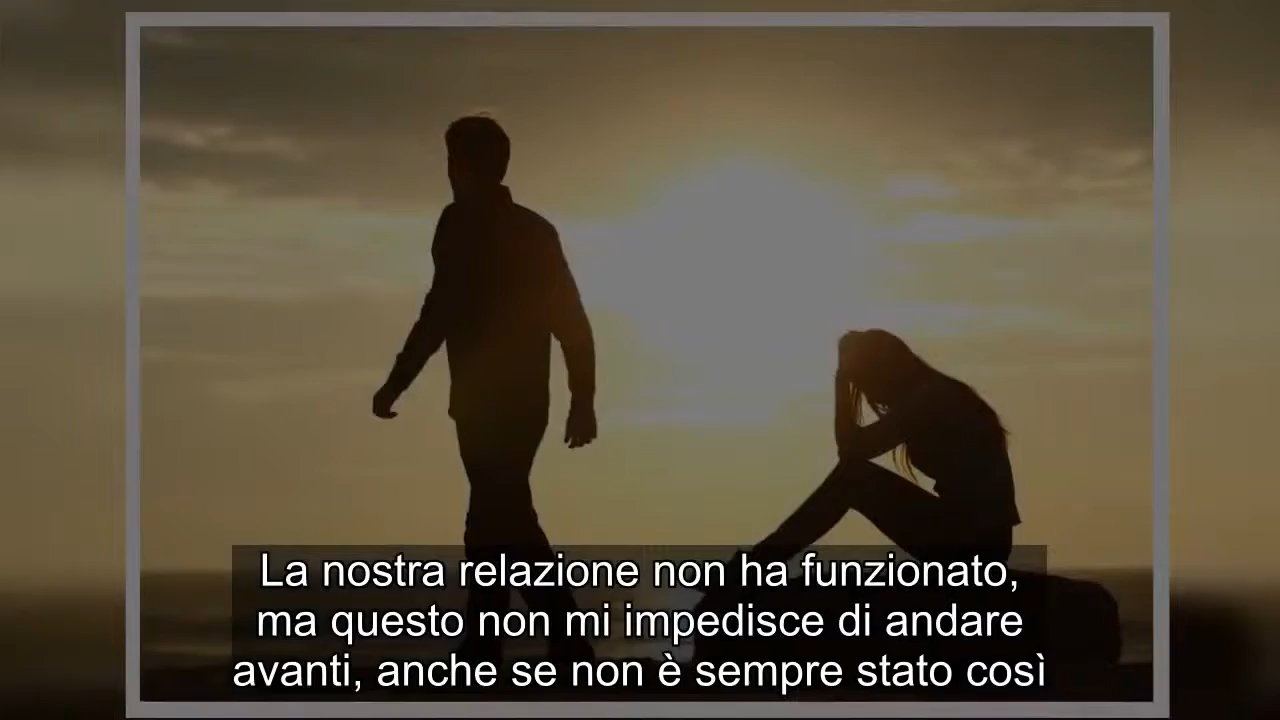 La nostra relazione non ha funzionato,
ma questo non mi impedisce di andare
avanti, anche se non è sempre stato così